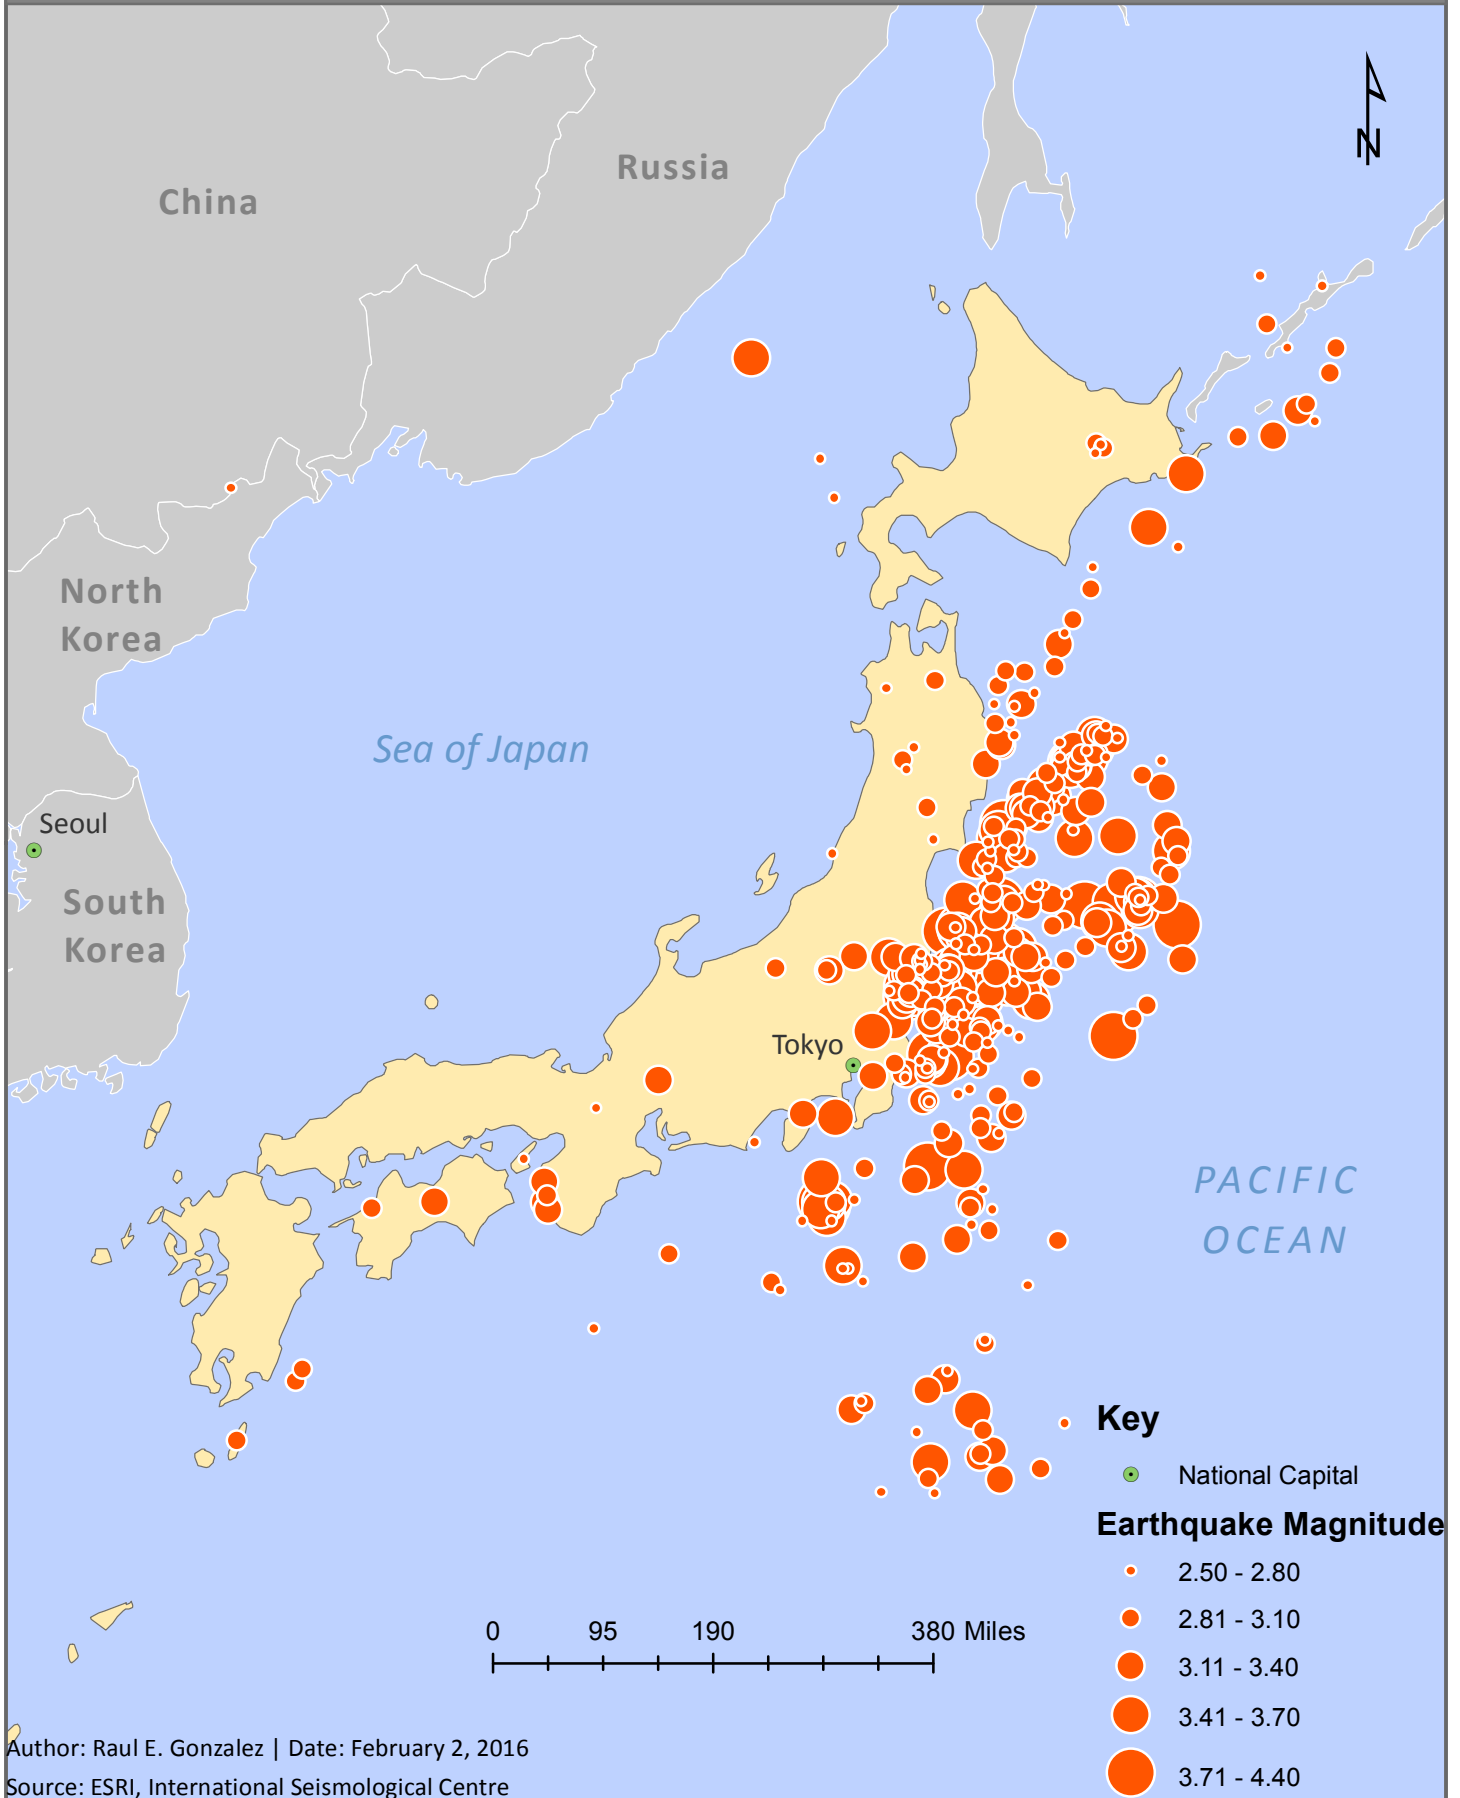 N
Russia
China
North
Korea
Sea of Japan
Seoul
South
Korea
Tokyo
PACIFIC
OCEAN
Key
National Capital
Earthquake Magnitude
2.50 - 2.80
2.81 - 3.10
3.11 - 3.40
3.41 - 3.70
3.71 - 4.40
0 95 190 380 Miles
Author: Raul E. Gonzalez | Date: February 2, 2016
Source: ESRI, International Seismological Centre